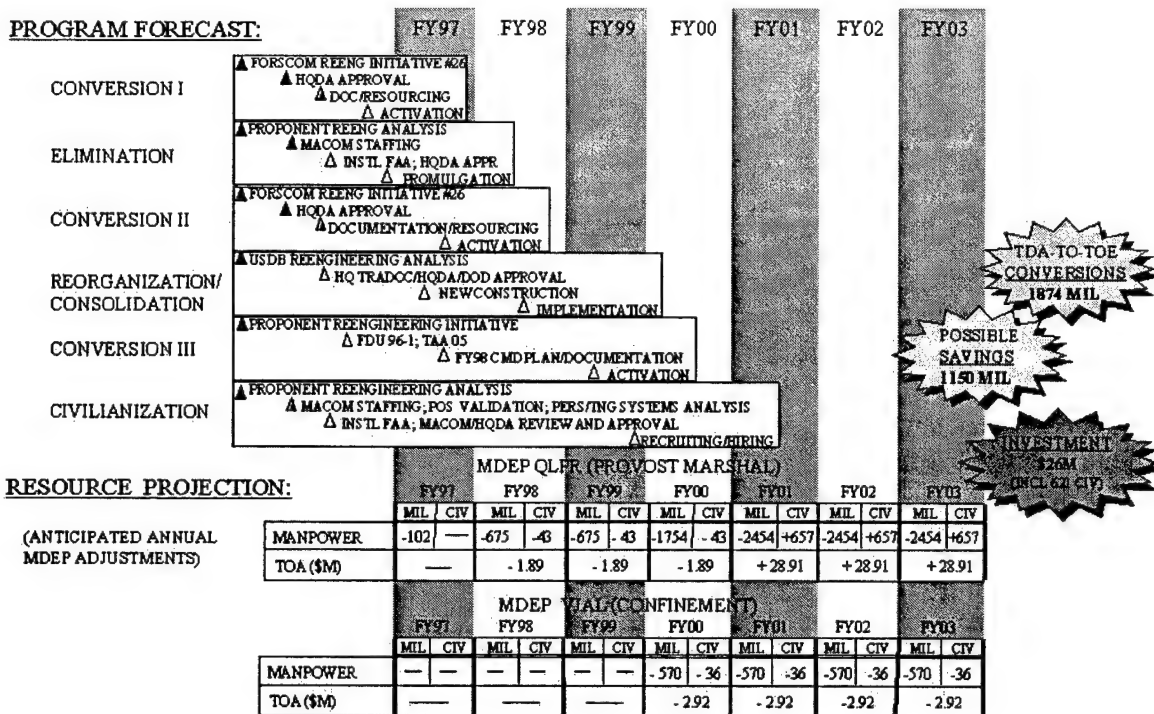 PROGRAM FORECAST:
FY97 FY98 FY99 FY00 FY01 FY02 FY03
CONVERSION I
FORSCOM REENG INITIATIVE #26
HQDA APPROVAL
DOC/RESOURCING
ACTIVATION
ELIMINATION
PROPONENT REENG ANALYSIS
MACOM STAFFING
INSTL FAA; HQDA APPR
PROMULGATION
CONVERSION II
FORSCOM REENG INITIATIVE #26
HQDA APPROVAL
DOCUMENTATION/RESOURCING
ACTIVATION
REORGANIZATION/
CONSOLIDATION
USDB REENGINEERING ANALYSIS
HQ TRADOC/HQDA/DOD APPROVAL
NEW CONSTRUCTION
IMPLEMENTATION
CONVERSION III
PROPONENT REENGINEERING INITIATIVE
FDU 96-1; TAA 05
FY98 CMD PLAN/DOCUMENTATION
ACTIVATION
CIVILIANIZATION
PROPONENT REENGINEERING ANALYSIS
MACOM STAFFING; POS VALIDATION; PERS/TNG SYSTEMS ANALYSIS
INSTL FAA; MACOM/HQDA REVIEW AND APPROVAL
RECRUITING/HIRING
TDA-TO-TOE
CONVERSIONS
1874 MIL
POSSIBLE
SAVINGS
1150 MIL
INVESTMENT
$26M
(INCL 621 CIV)
RESOURCE PROJECTION:
(ANTICIPATED ANNUAL
MDEP ADJUSTMENTS)
MDEP QLPR (PROVOST MARSHAL)
FY97 FY98 FY99 FY00 FY01 FY02 FY03
MIL CIV MIL CIV MIL CIV MIL CIV MIL CIV MIL CIV MIL CIV
MANPOWER -102 — -675 -43 -675 -43 -1754 -43 -2454 +657 -2454 +657 -2454 +657
TOA ($M) — -1.89 -1.89 -1.89 +28.91 +28.91 +28.91
MDEP VJAL (CONFINEMENT)
FY97 FY98 FY99 FY00 FY01 FY02 FY03
MIL CIV MIL CIV MIL CIV MIL CIV MIL CIV MIL CIV MIL CIV
MANPOWER — — — — — — -570 -36 -570 -36 -570 -36 -570 -36
TOA ($M) — — — -2.92 -2.92 -2.92 -2.92